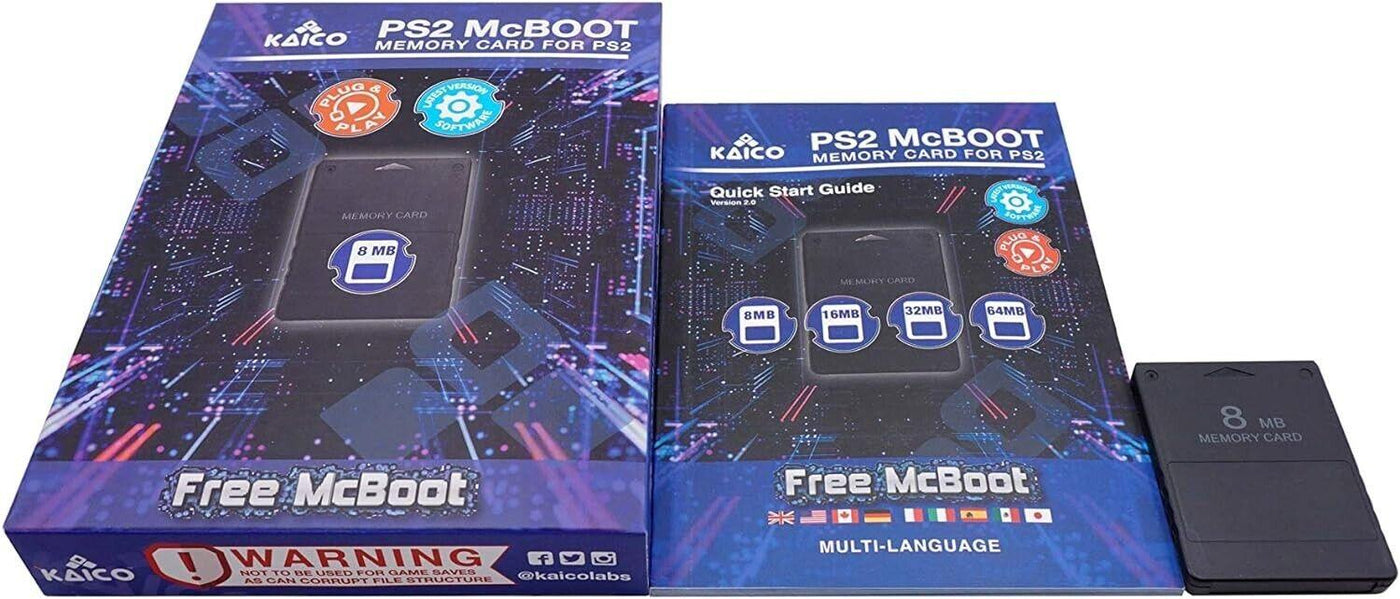 KAICO
PS2 McBOOT
MEMORY CARD FOR PS2
PLUG & PLAY
LATEST VERSION SOFTWARE
MEMORY CARD
8 MB
Free McBoot
KAICO
! WARNING
NOT TO BE USED FOR GAME SAVES
AS CAN CORRUPT FILE STRUCTURE
@kaicolabs
KAICO
PS2 McBOOT
MEMORY CARD FOR PS2
Quick Start Guide
Version 2.0
LATEST VERSION SOFTWARE
PLUG & PLAY
MEMORY CARD
8MB
16MB
32MB
64MB
Free McBoot
MULTI-LANGUAGE
8 MB
MEMORY CARD